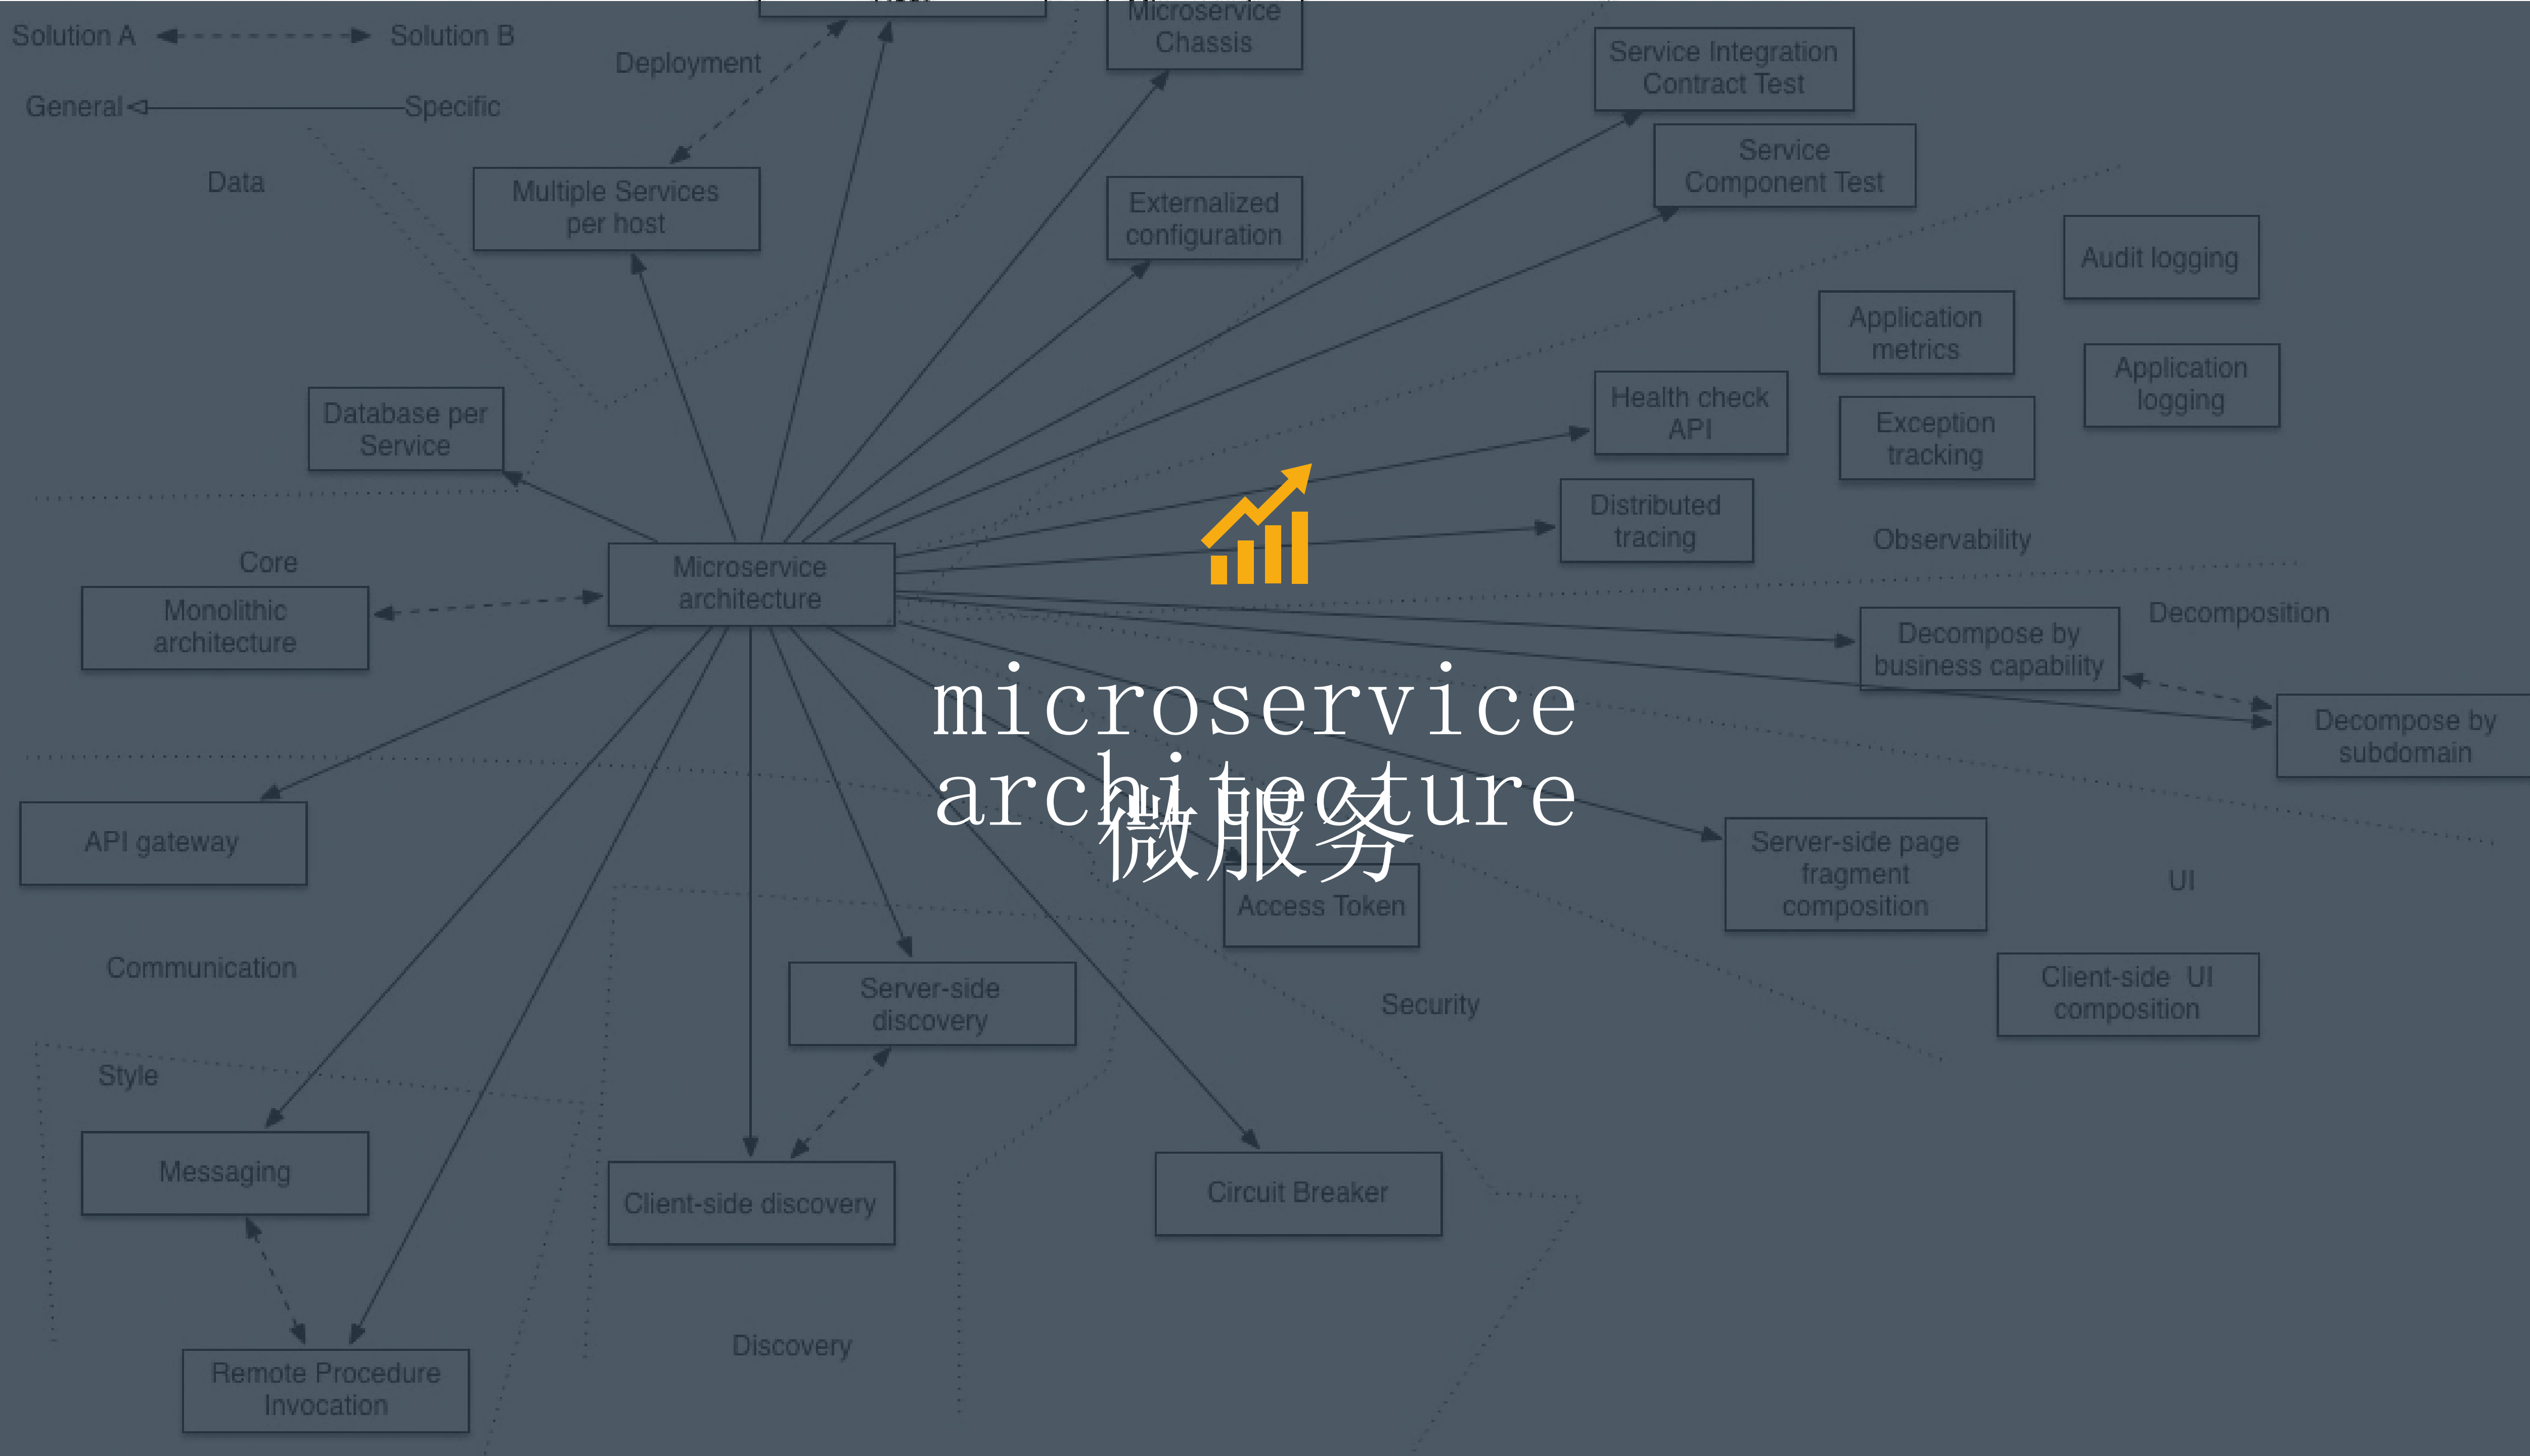 Solution A
Solution B
General
Specific
Deployment
Microservice
Chassis
Service Integration
Contract Test
Service
Component Test
Data
Multiple Services
per host
Externalized
configuration
Audit logging
Application
metrics
Application
logging
Health check
API
Exception
tracking
Database per
Service
Distributed
tracing
Observability
Core
Monolithic
architecture
Microservice
architecture
Decompose by
business capability
Decomposition
Decompose by
subdomain
microservice
architecture
微服务
API gateway
Access Token
Server-side page
fragment
composition
UI
Communication
Security
Client-side UI
composition
Server-side
discovery
Style
Messaging
Client-side discovery
Circuit Breaker
Discovery
Remote Procedure
Invocation